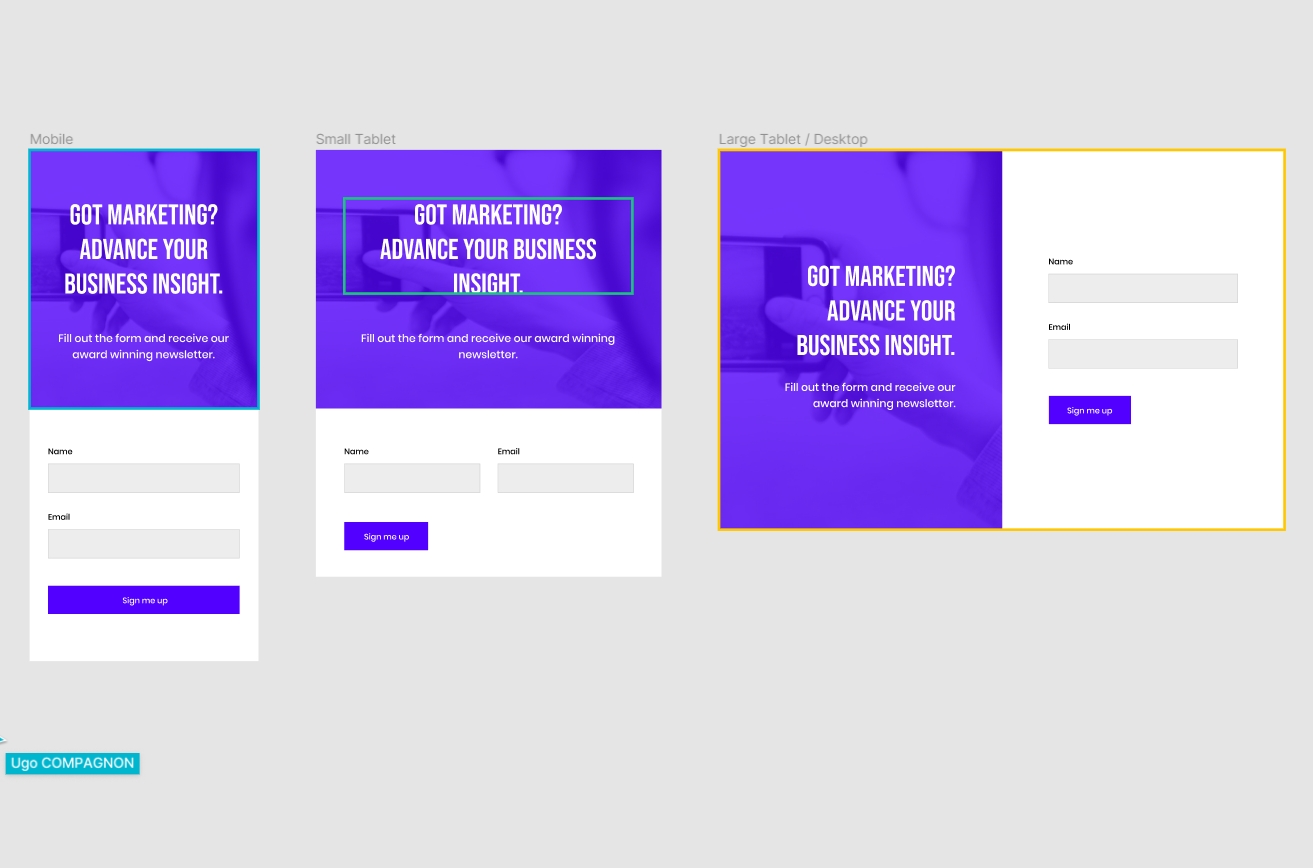 Mobile
GOT MARKETING?
ADVANCE YOUR
BUSINESS INSIGHT.
Fill out the form and receive our
award winning newsletter.
Name
Email
Sign me up
Small Tablet
GOT MARKETING?
ADVANCE YOUR BUSINESS
INSIGHT.
Fill out the form and receive our award winning
newsletter.
Name
Email
Sign me up
Large Tablet / Desktop
GOT MARKETING?
ADVANCE YOUR
BUSINESS INSIGHT.
Fill out the form and receive our
award winning newsletter.
Name
Email
Sign me up
Ugo COMPAGNON